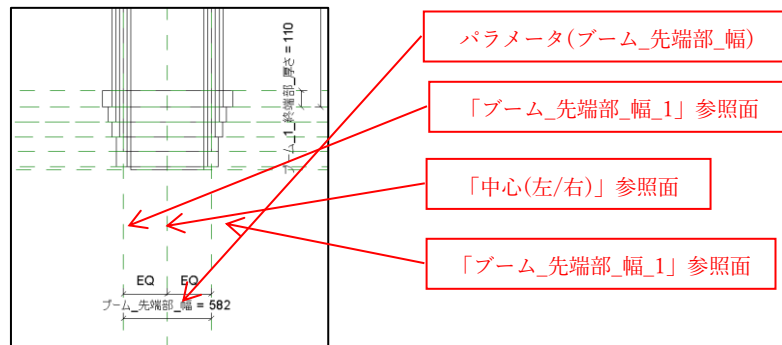 パラメータ(ブーム_先端部_幅)
「ブーム_先端部_幅_1」参照面
「中心(左/右)」参照面
「ブーム_先端部_幅_1」参照面
ブーム_1_終端部_厚さ = 110
EQ EQ
ブーム_先端部_幅 = 582